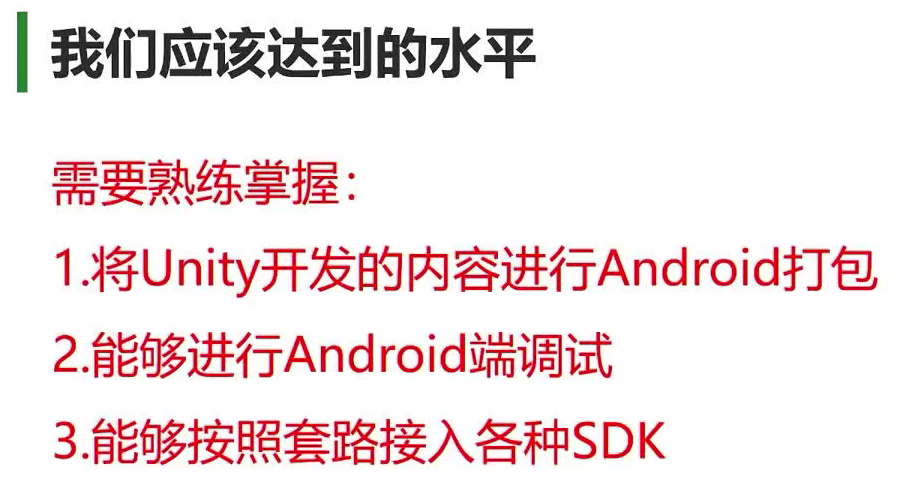 我们应该达到的水平
需要熟练掌握：
1.将Unity开发的内容进行Android打包
2.能够进行Android端调试
3.能够按照套路接入各种SDK